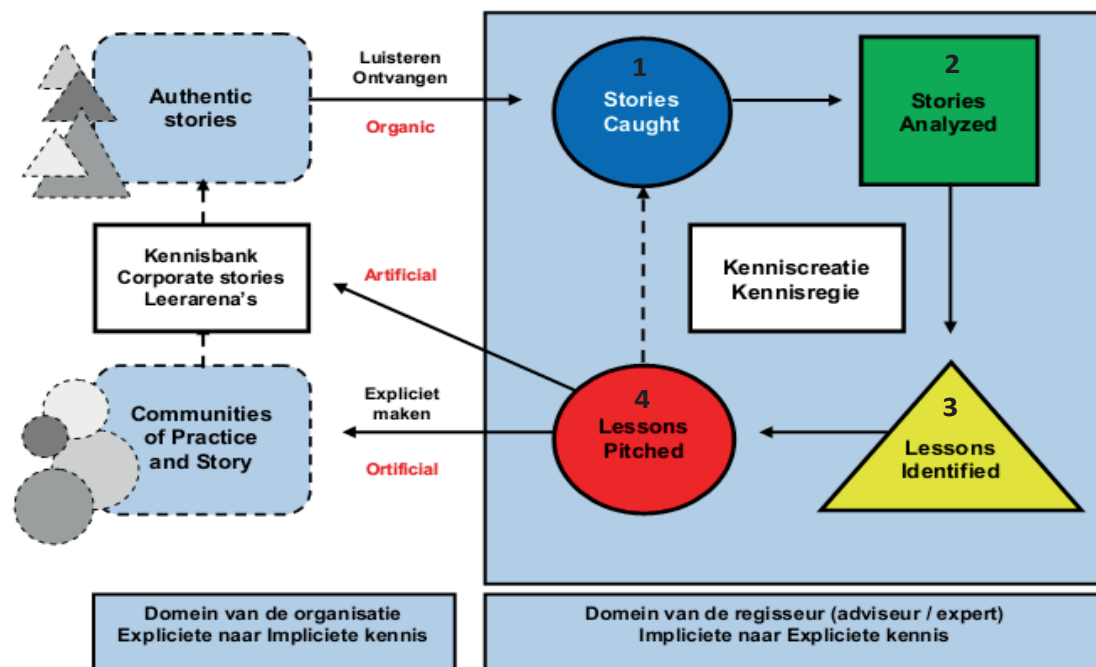 Authentic
stories
Luisteren
Ontvangen
Organic
1
Stories
Caught
2
Stories
Analyzed
Kennisbank
Corporate stories
Leerarena's
Artificial
Kenniscreatie
Kennisregie
Communities
of Practice
and Story
Expliciet
maken
Ortificial
4
Lessons
Pitched
3
Lessons
Identified
Domein van de organisatie
Expliciete naar Impliciete kennis
Domein van de regisseur (adviseur / expert)
Impliciete naar Expliciete kennis